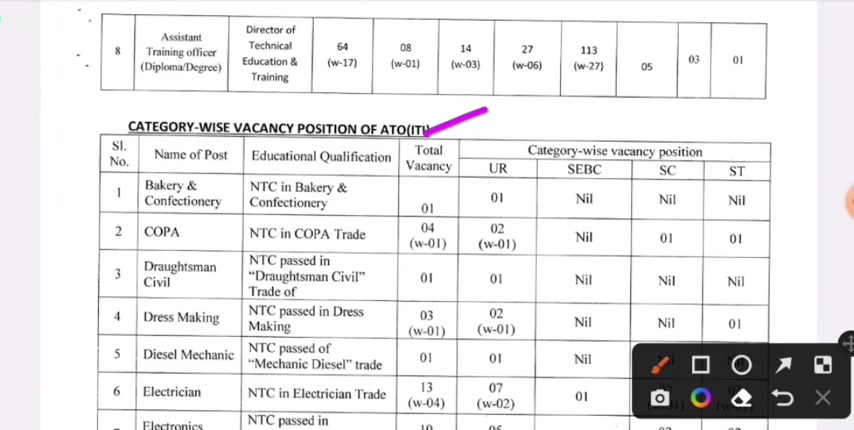 8 Assistant Training officer (Diploma/Degree) Director of Technical Education & Training 64 (w-17) 08 (w-01) 14 (w-03) 27 (w-06) 113 (w-27) 05 03 01
CATEGORY-WISE VACANCY POSITION OF ATO(ITI)
Sl. No. Name of Post Educational Qualification Total Vacancy Category-wise vacancy position
UR SEBC SC ST
1 Bakery & Confectionery NTC in Bakery & Confectionery 01 01 Nil Nil Nil
2 COPA NTC in COPA Trade 04 (w-01) 02 (w-01) Nil 01 01
3 Draughtsman Civil NTC passed in "Draughtsman Civil" Trade of 01 01 Nil Nil Nil
4 Dress Making NTC passed in Dress Making 03 (w-01) 02 (w-01) Nil Nil 01
5 Diesel Mechanic NTC passed of "Mechanic Diesel" trade 01 01 Nil
6 Electrician NTC in Electrician Trade 13 (w-04) 07 (w-02) 01
Electronics NTC passed in